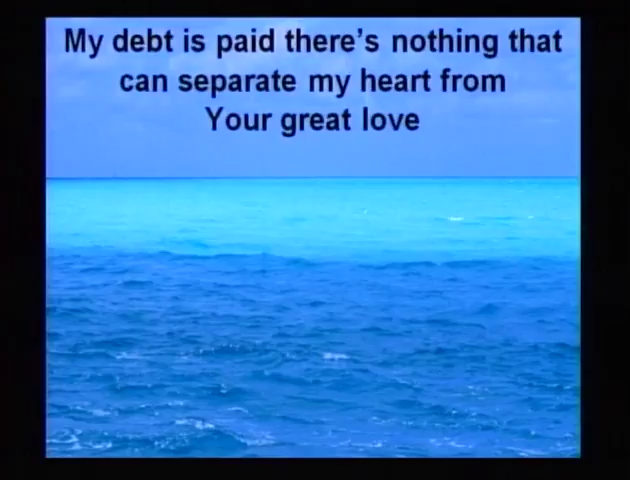 My debt is paid there's nothing that
can separate my heart from
Your great love